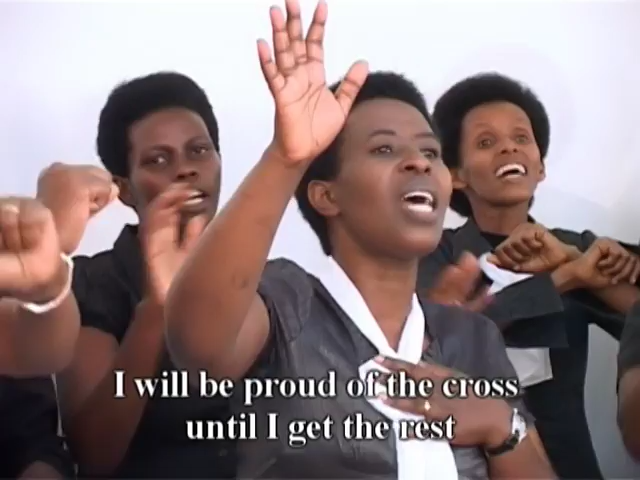 I will be proud of the cross
until I get the rest